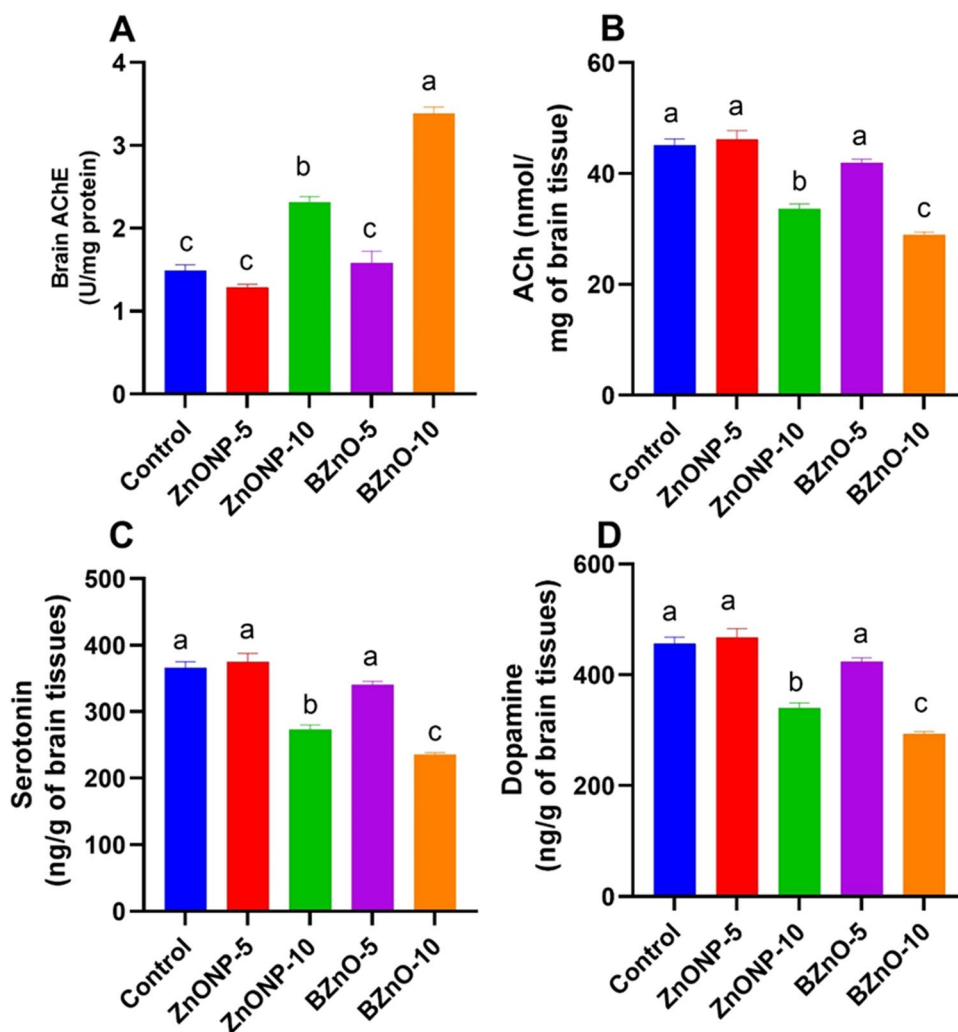 A
Brain AChE
(U/mg protein)
4
3
2
1
0
c
c
b
c
a
Control
ZnONP-5
ZnONP-10
BZnO-5
BZnO-10
B
ACh (nmol/
mg of brain tissue)
60
40
20
0
a
a
b
a
c
Control
ZnONP-5
ZnONP-10
BZnO-5
BZnO-10
C
Serotonin
(ng/g of brain tissues)
500
400
300
200
100
0
a
a
b
a
c
Control
ZnONP-5
ZnONP-10
BZnO-5
BZnO-10
D
Dopamine
(ng/g of brain tissues)
600
400
200
0
a
a
b
a
c
Control
ZnONP-5
ZnONP-10
BZnO-5
BZnO-10